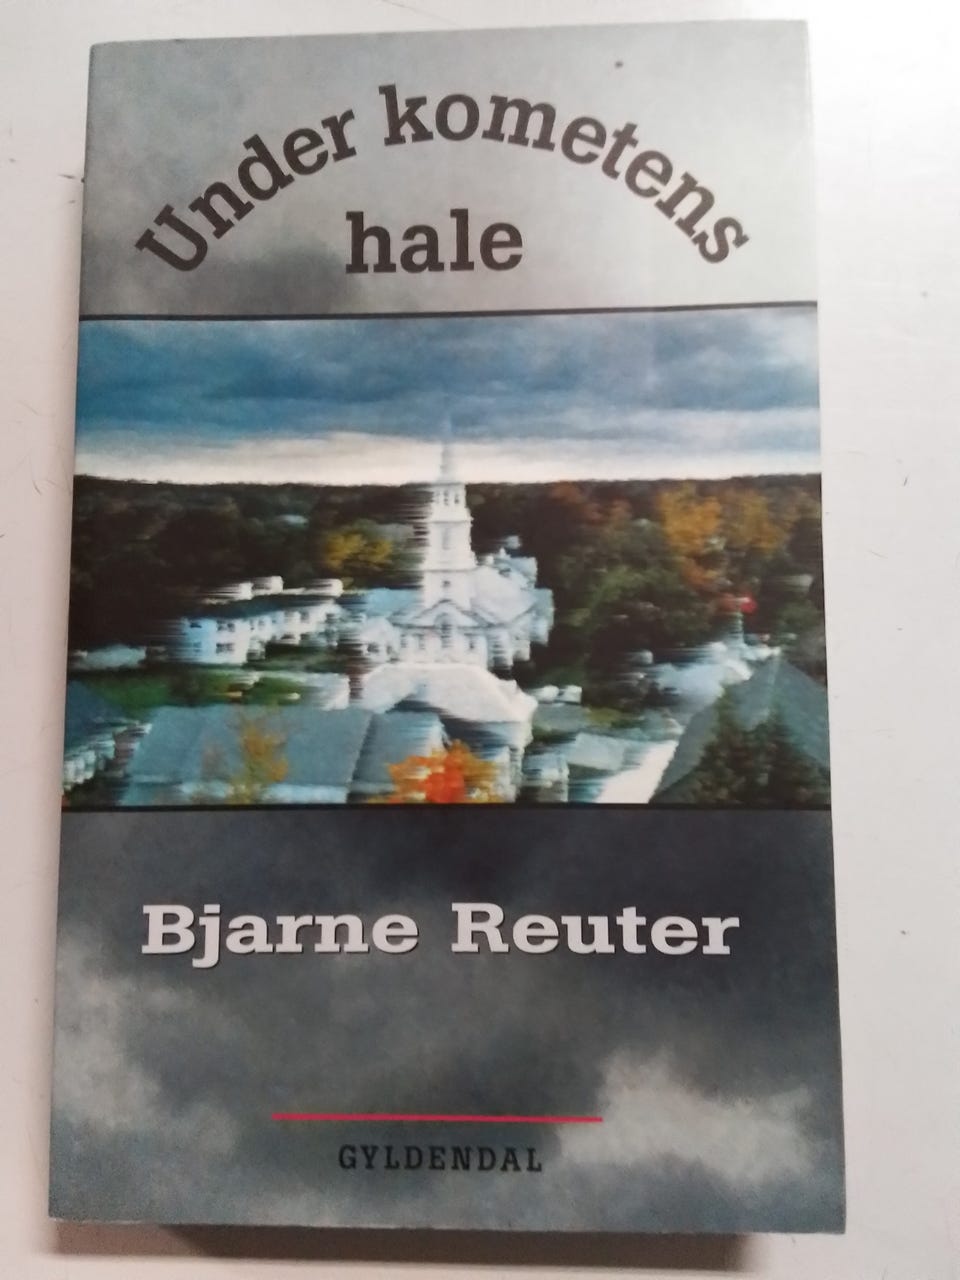 Under kometens
hale
Bjarne Reuter
GYLDENDAL